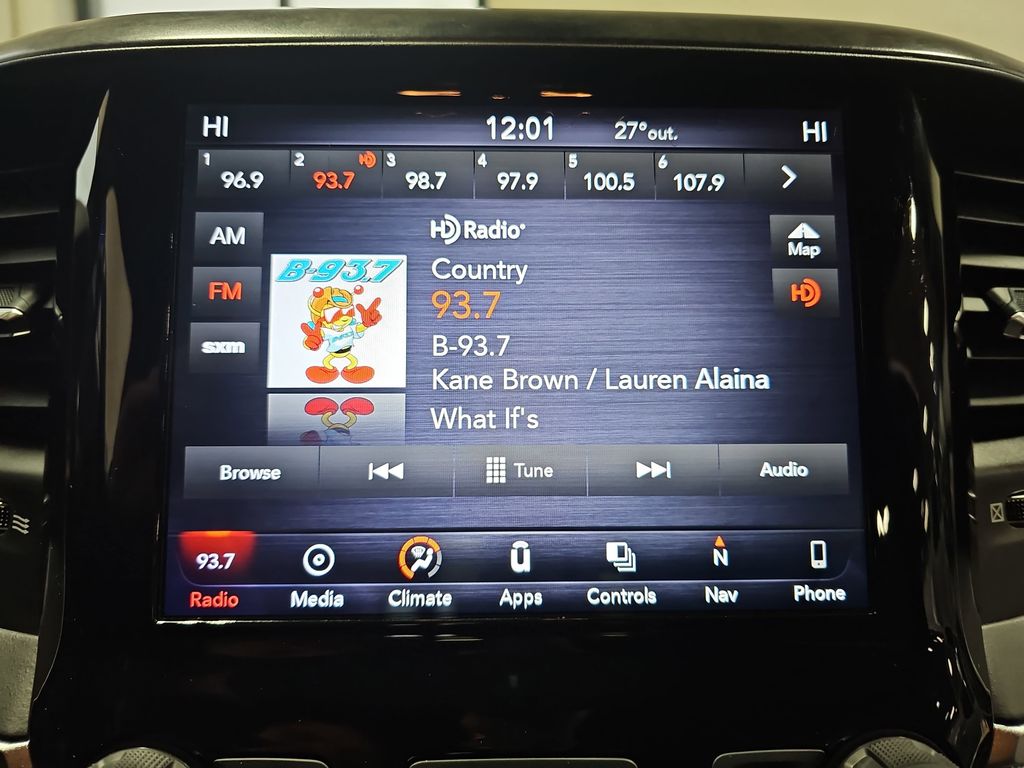 HI 12:01 27°out. HI
1 96.9 2 93.7 HD 3 98.7 4 97.9 5 100.5 6 107.9
AM
HD Radio
Map
B-93.7
Country
FM
93.7
HD
sxm
B-93.7
Kane Brown / Lauren Alaina
What If's
Browse Tune Audio
93.7 N
Radio Media Climate Apps Controls Nav Phone